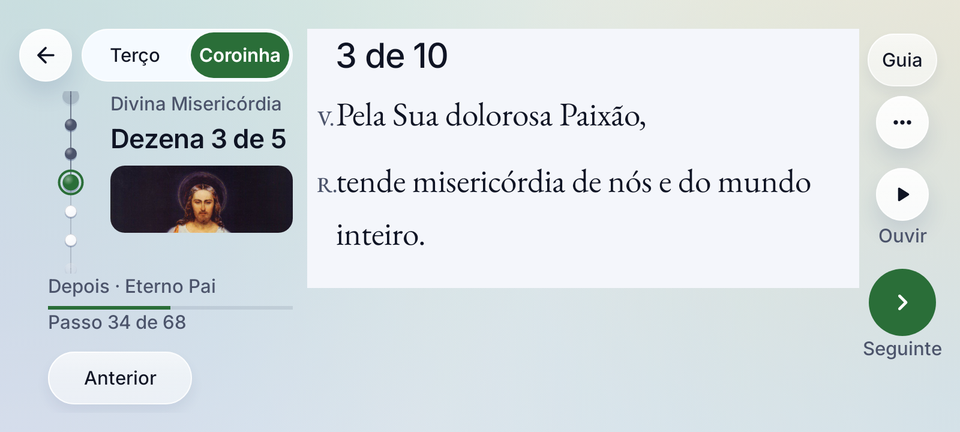 Terço
Coroinha
Divina Misericórdia
Dezena 3 de 5
Depois · Eterno Pai
Passo 34 de 68
Anterior
3 de 10
V. Pela Sua dolorosa Paixão,
R. tende misericórdia de nós e do mundo
inteiro.
Guia
Ouvir
Seguinte